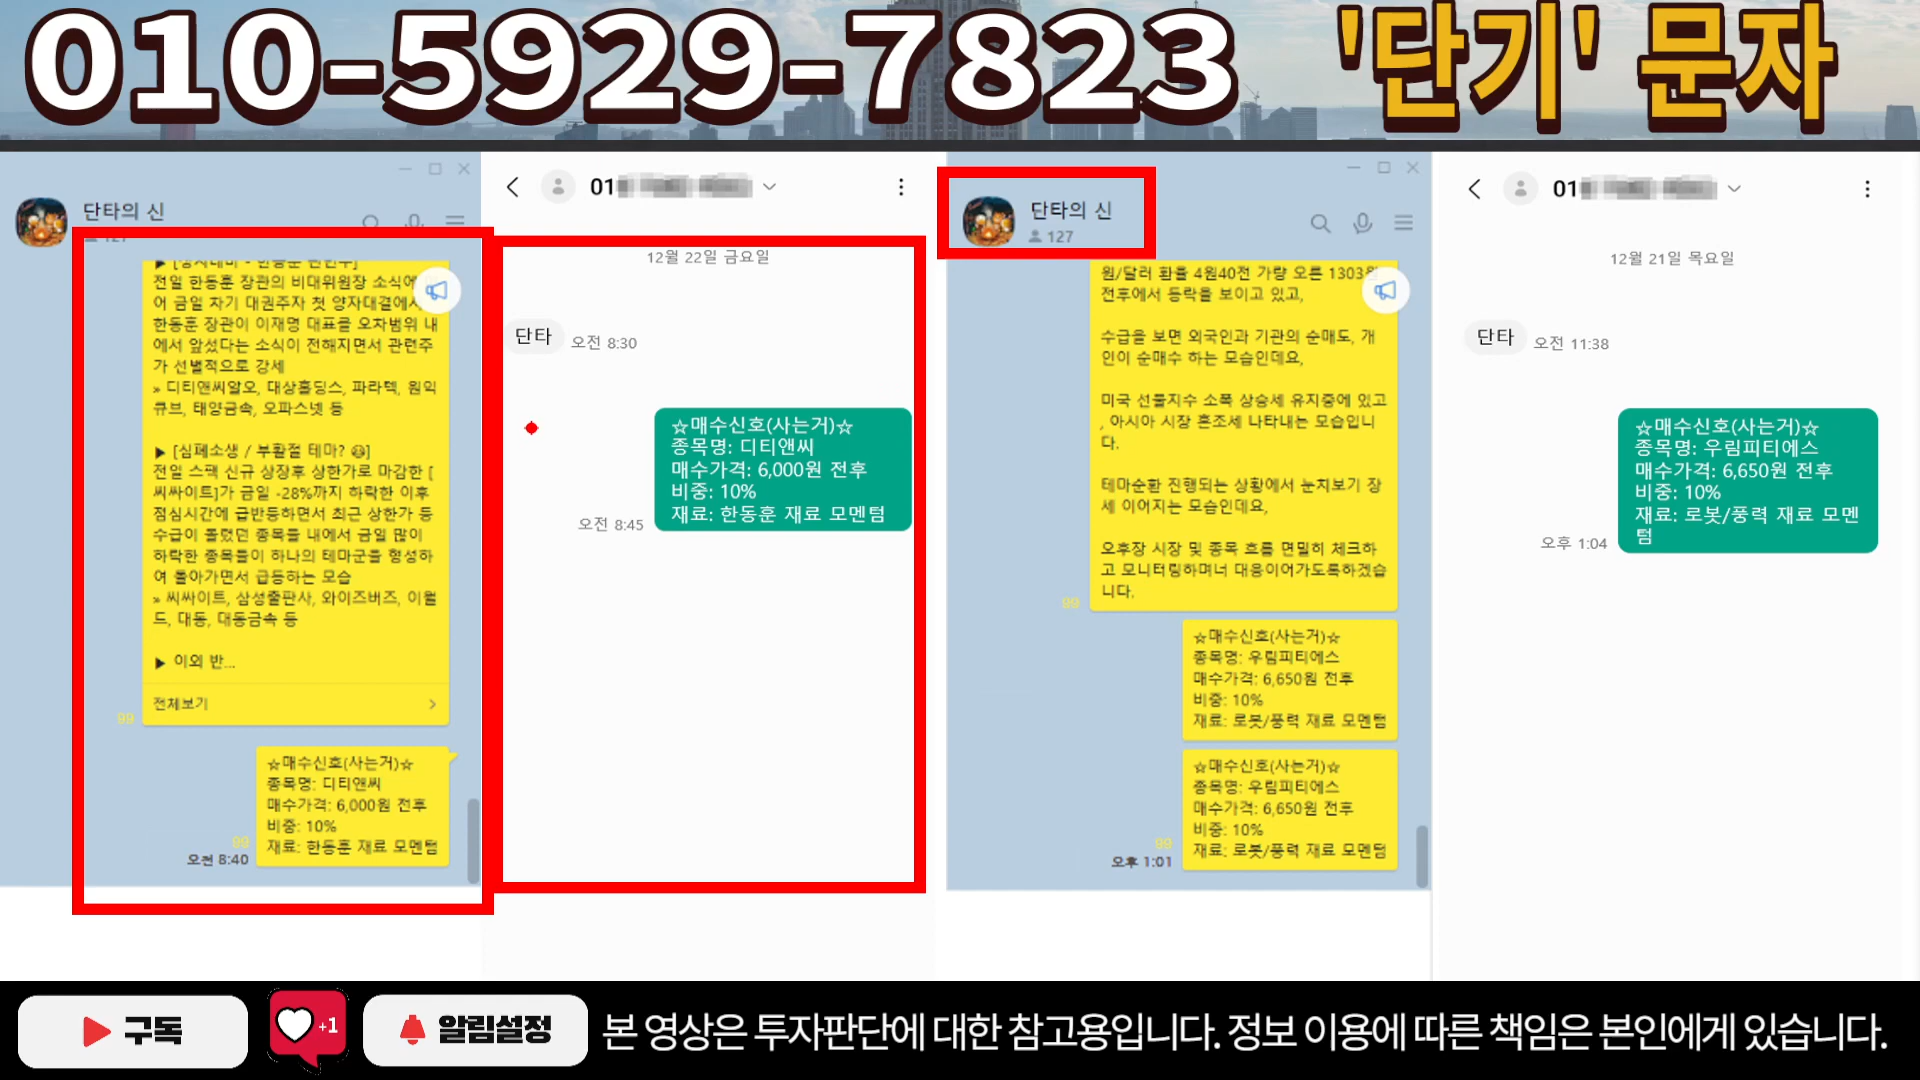 010-5929-7823 '단기' 문자
단타의 신
127
전일 한동훈 장관의 비대위원장 소식에
어 금일 차기 대권주자 첫 양자대결에서
한동훈 장관이 이재명 대표를 오차범위 내
에서 앞섰다는 소식이 전해지면서 관련주
가 선별적으로 강세
» 디티앤씨알오, 대상홀딩스, 파라텍, 원익
큐브, 태양금속, 오파스넷 등
▶ [심폐소생 / 부활절 테마? 😆]
전일 스팩 신규 상장후 상한가로 마감한 [
씨싸이트]가 금일 -28%까지 하락한 이후
점심시간에 급반등하면서 최근 상한가 등
수급이 몰렸던 종목들 내에서 금일 많이
하락한 종목들이 하나의 테마군을 형성하
여 돌아가면서 급등하는 모습
» 씨싸이트, 삼성출판사, 와이즈버즈, 이월
드, 대동, 대동금속 등
▶ 이외 반...
전체보기
99
☆매수신호(사는거)☆
종목명: 디티앤씨
매수가격: 6,000원 전후
비중: 10%
재료: 한동훈 재료 모멘텀
99
오전 8:40
01
12월 22일 금요일
단타
오전 8:30
☆매수신호(사는거)☆
종목명: 디티앤씨
매수가격: 6,000원 전후
비중: 10%
재료: 한동훈 재료 모멘텀
오전 8:45
단타의 신
127
원/달러 환율 4원40전 가량 오른 1303원
전후에서 등락을 보이고 있고,
수급을 보면 외국인과 기관의 순매도, 개
인이 순매수 하는 모습인데요,
미국 선물지수 소폭 상승세 유지중에 있고
, 아시아 시장 혼조세 나타내는 모습입니
다.
테마순환 진행되는 상황에서 눈치보기 장
세 이어지는 모습인데요,
오후장 시장 및 종목 흐름 면밀히 체크하
고 모니터링하며너 대응이어가도록하겠습
니다.
99
☆매수신호(사는거)☆
종목명: 우림피티에스
매수가격: 6,650원 전후
비중: 10%
재료: 로봇/풍력 재료 모멘텀
☆매수신호(사는거)☆
종목명: 우림피티에스
매수가격: 6,650원 전후
비중: 10%
재료: 로봇/풍력 재료 모멘텀
99
오후 1:01
01
12월 21일 목요일
단타
오전 11:38
☆매수신호(사는거)☆
종목명: 우림피티에스
매수가격: 6,650원 전후
비중: 10%
재료: 로봇/풍력 재료 모멘
텀
오후 1:04
구독
+1
알림설정
본 영상은 투자판단에 대한 참고용입니다. 정보 이용에 따른 책임은 본인에게 있습니다.